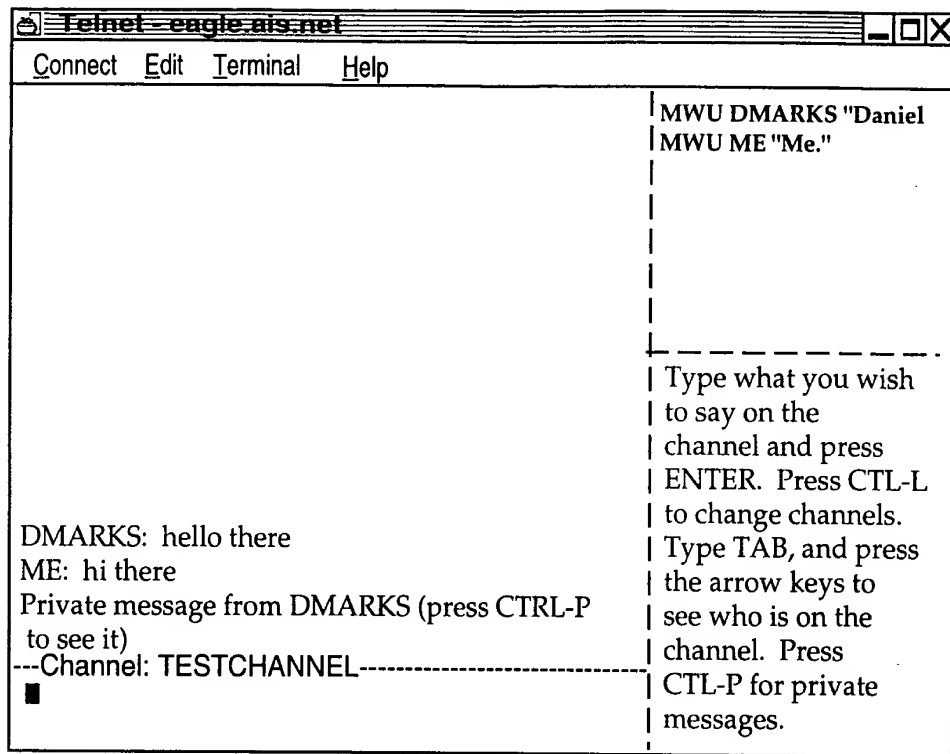 Telnet - eagle.ais.net
Connect Edit Terminal Help
MWU DMARKS "Daniel
MWU ME "Me."
DMARKS: hello there
ME: hi there
Private message from DMARKS (press CTRL-P
to see it)
---Channel: TESTCHANNEL---------------------------
Type what you wish
to say on the
channel and press
ENTER. Press CTL-L
to change channels.
Type TAB, and press
the arrow keys to
see who is on the
channel. Press
CTL-P for private
messages.